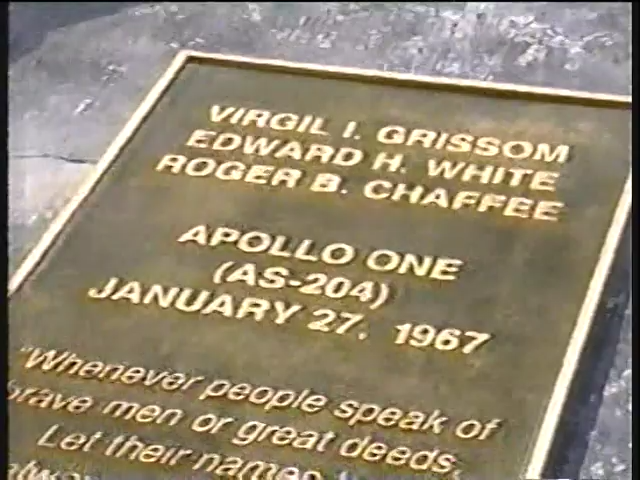 VIRGIL I. GRISSOM
EDWARD H. WHITE
ROGER B. CHAFFEE
APOLLO ONE
(AS-204)
JANUARY 27, 1967
"Whenever people speak of
brave men or great deeds,
Let their names